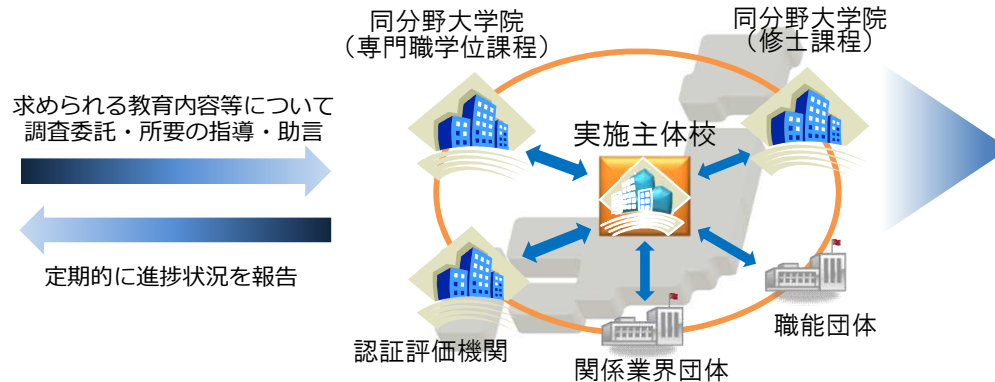 同分野大学院
（専門職学位課程）
同分野大学院
（修士課程）
求められる教育内容等について
調査委託・所要の指導・助言
実施主体校
定期的に進捗状況を報告
認証評価機関
関係業界団体
職能団体